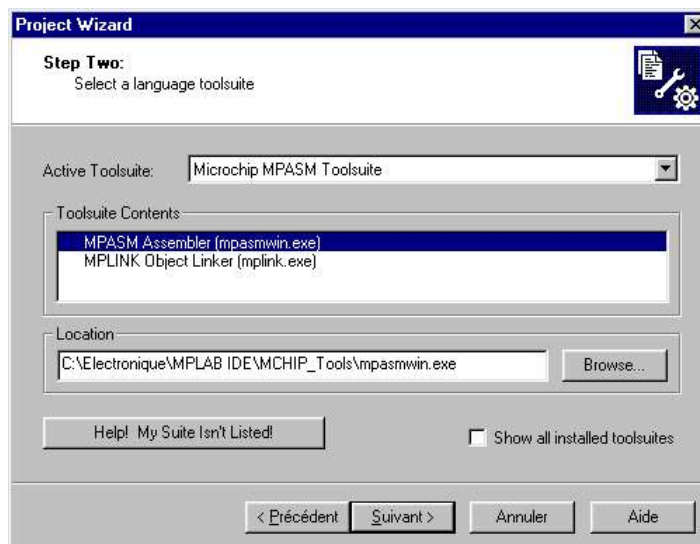 Project Wizard
Step Two:
Select a language toolsuite
Active Toolsuite: Microchip MPASM Toolsuite
Toolsuite Contents
MPASM Assembler (mpasmwin.exe)
MPLINK Object Linker (mplink.exe)
Location
C:\Electronique\MPLAB IDE\MCHIP_Tools\mpasmwin.exe Browse...
Help! My Suite Isn't Listed! Show all installed toolsuites
< Précédent Suivant > Annuler Aide